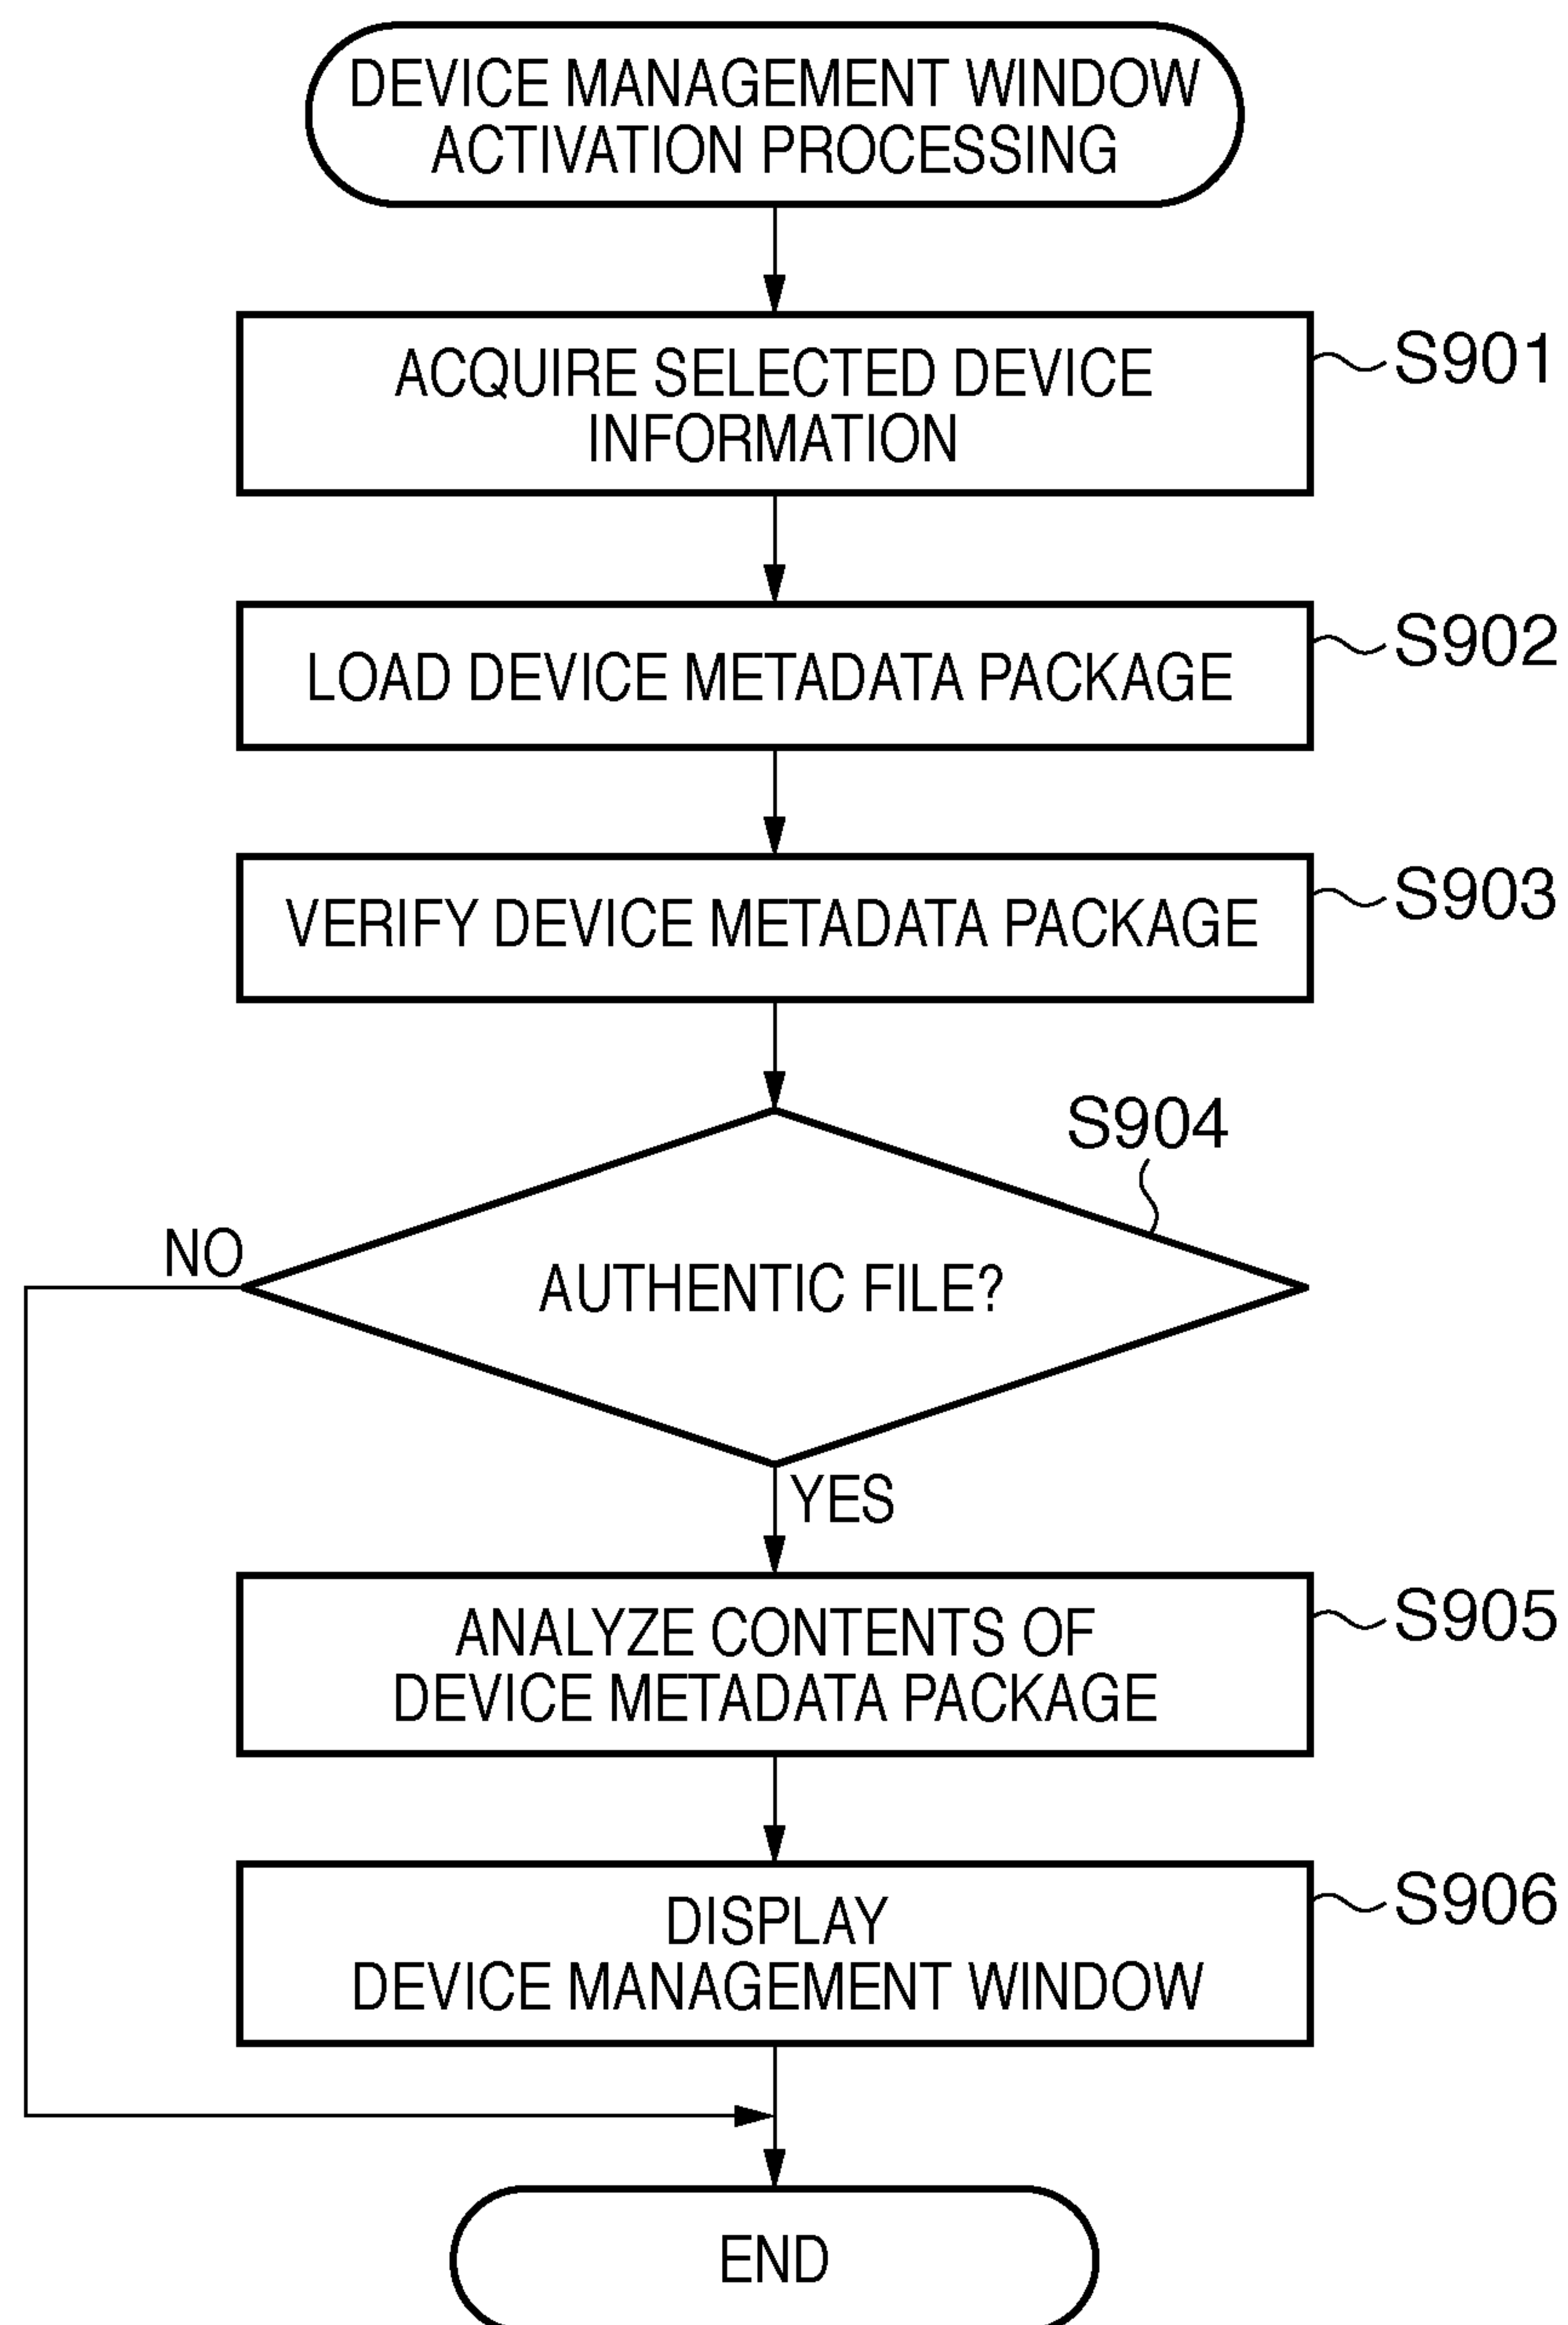 DEVICE MANAGEMENT WINDOW
ACTIVATION PROCESSING
ACQUIRE SELECTED DEVICE
INFORMATION
S901
LOAD DEVICE METADATA PACKAGE
S902
VERIFY DEVICE METADATA PACKAGE
S903
S904
NO
AUTHENTIC FILE?
YES
ANALYZE CONTENTS OF
DEVICE METADATA PACKAGE
S905
DISPLAY
DEVICE MANAGEMENT WINDOW
S906
END